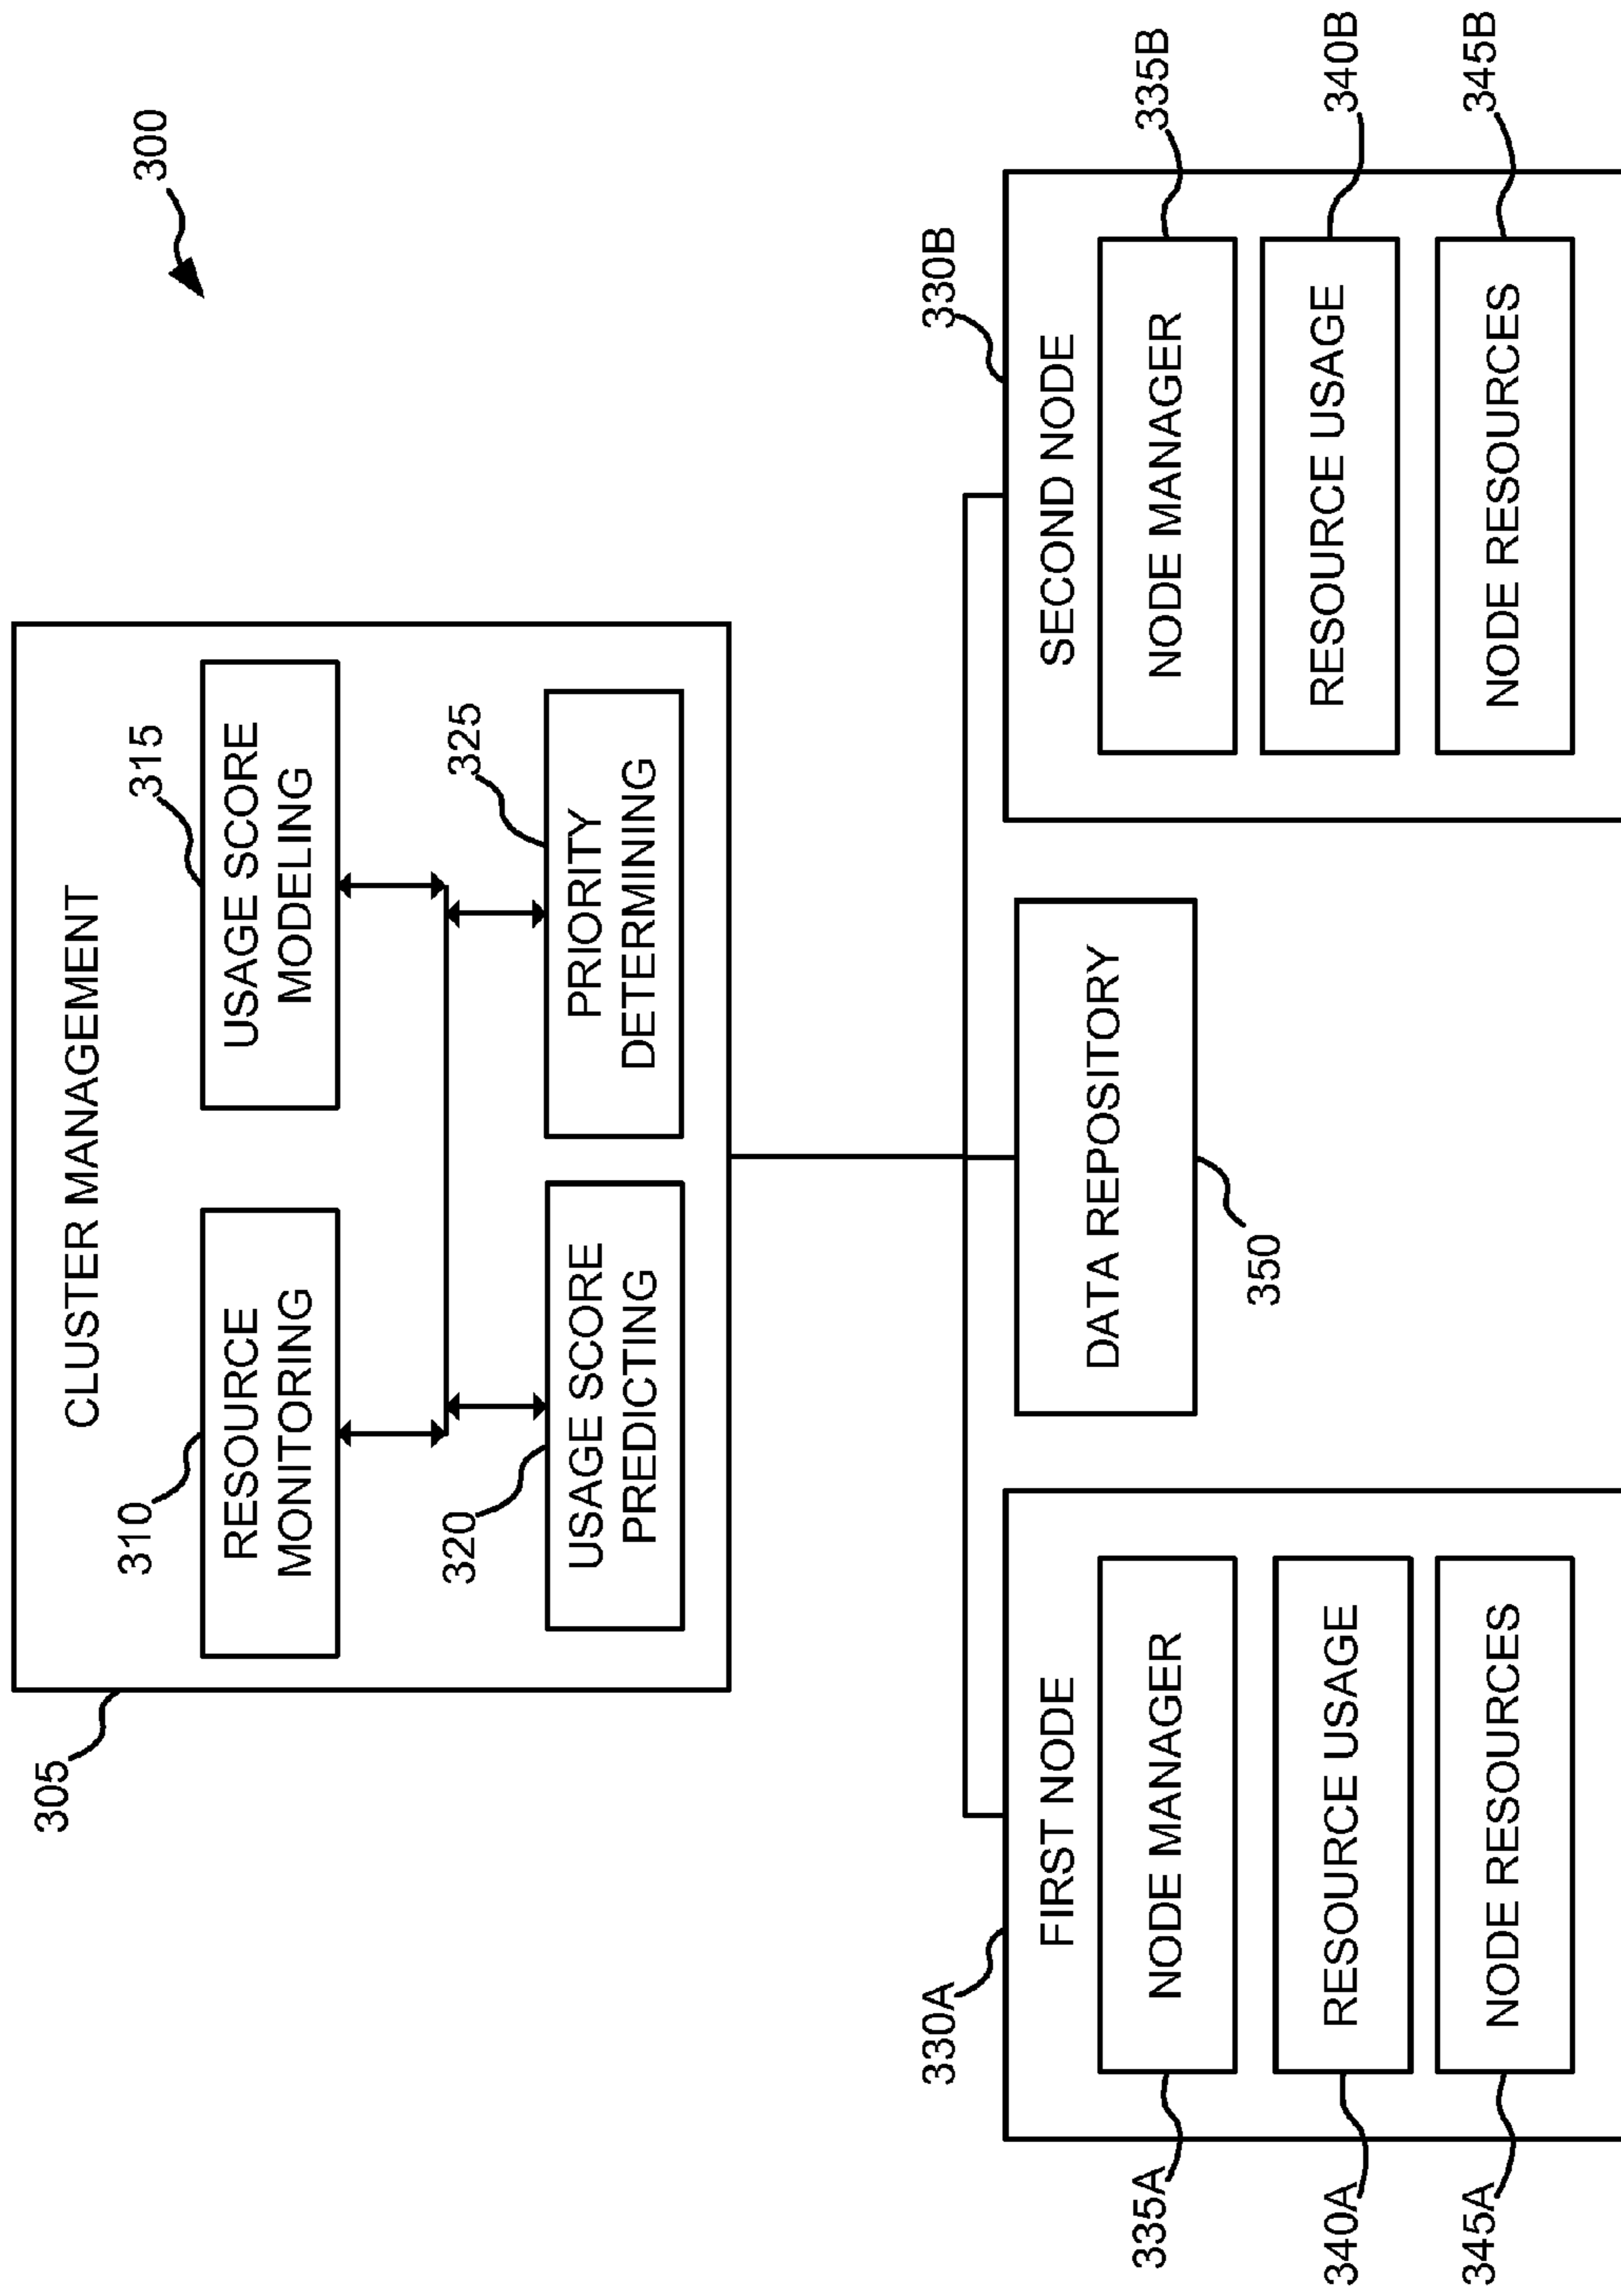 300
305
CLUSTER MANAGEMENT
310
RESOURCE
MONITORING
315
USAGE SCORE
MODELING
320
USAGE SCORE
PREDICTING
325
PRIORITY
DETERMINING
330A
FIRST NODE
335A
NODE MANAGER
340A
RESOURCE USAGE
345A
NODE RESOURCES
DATA REPOSITORY
350
330B
SECOND NODE
NODE MANAGER
335B
RESOURCE USAGE
340B
NODE RESOURCES
345B